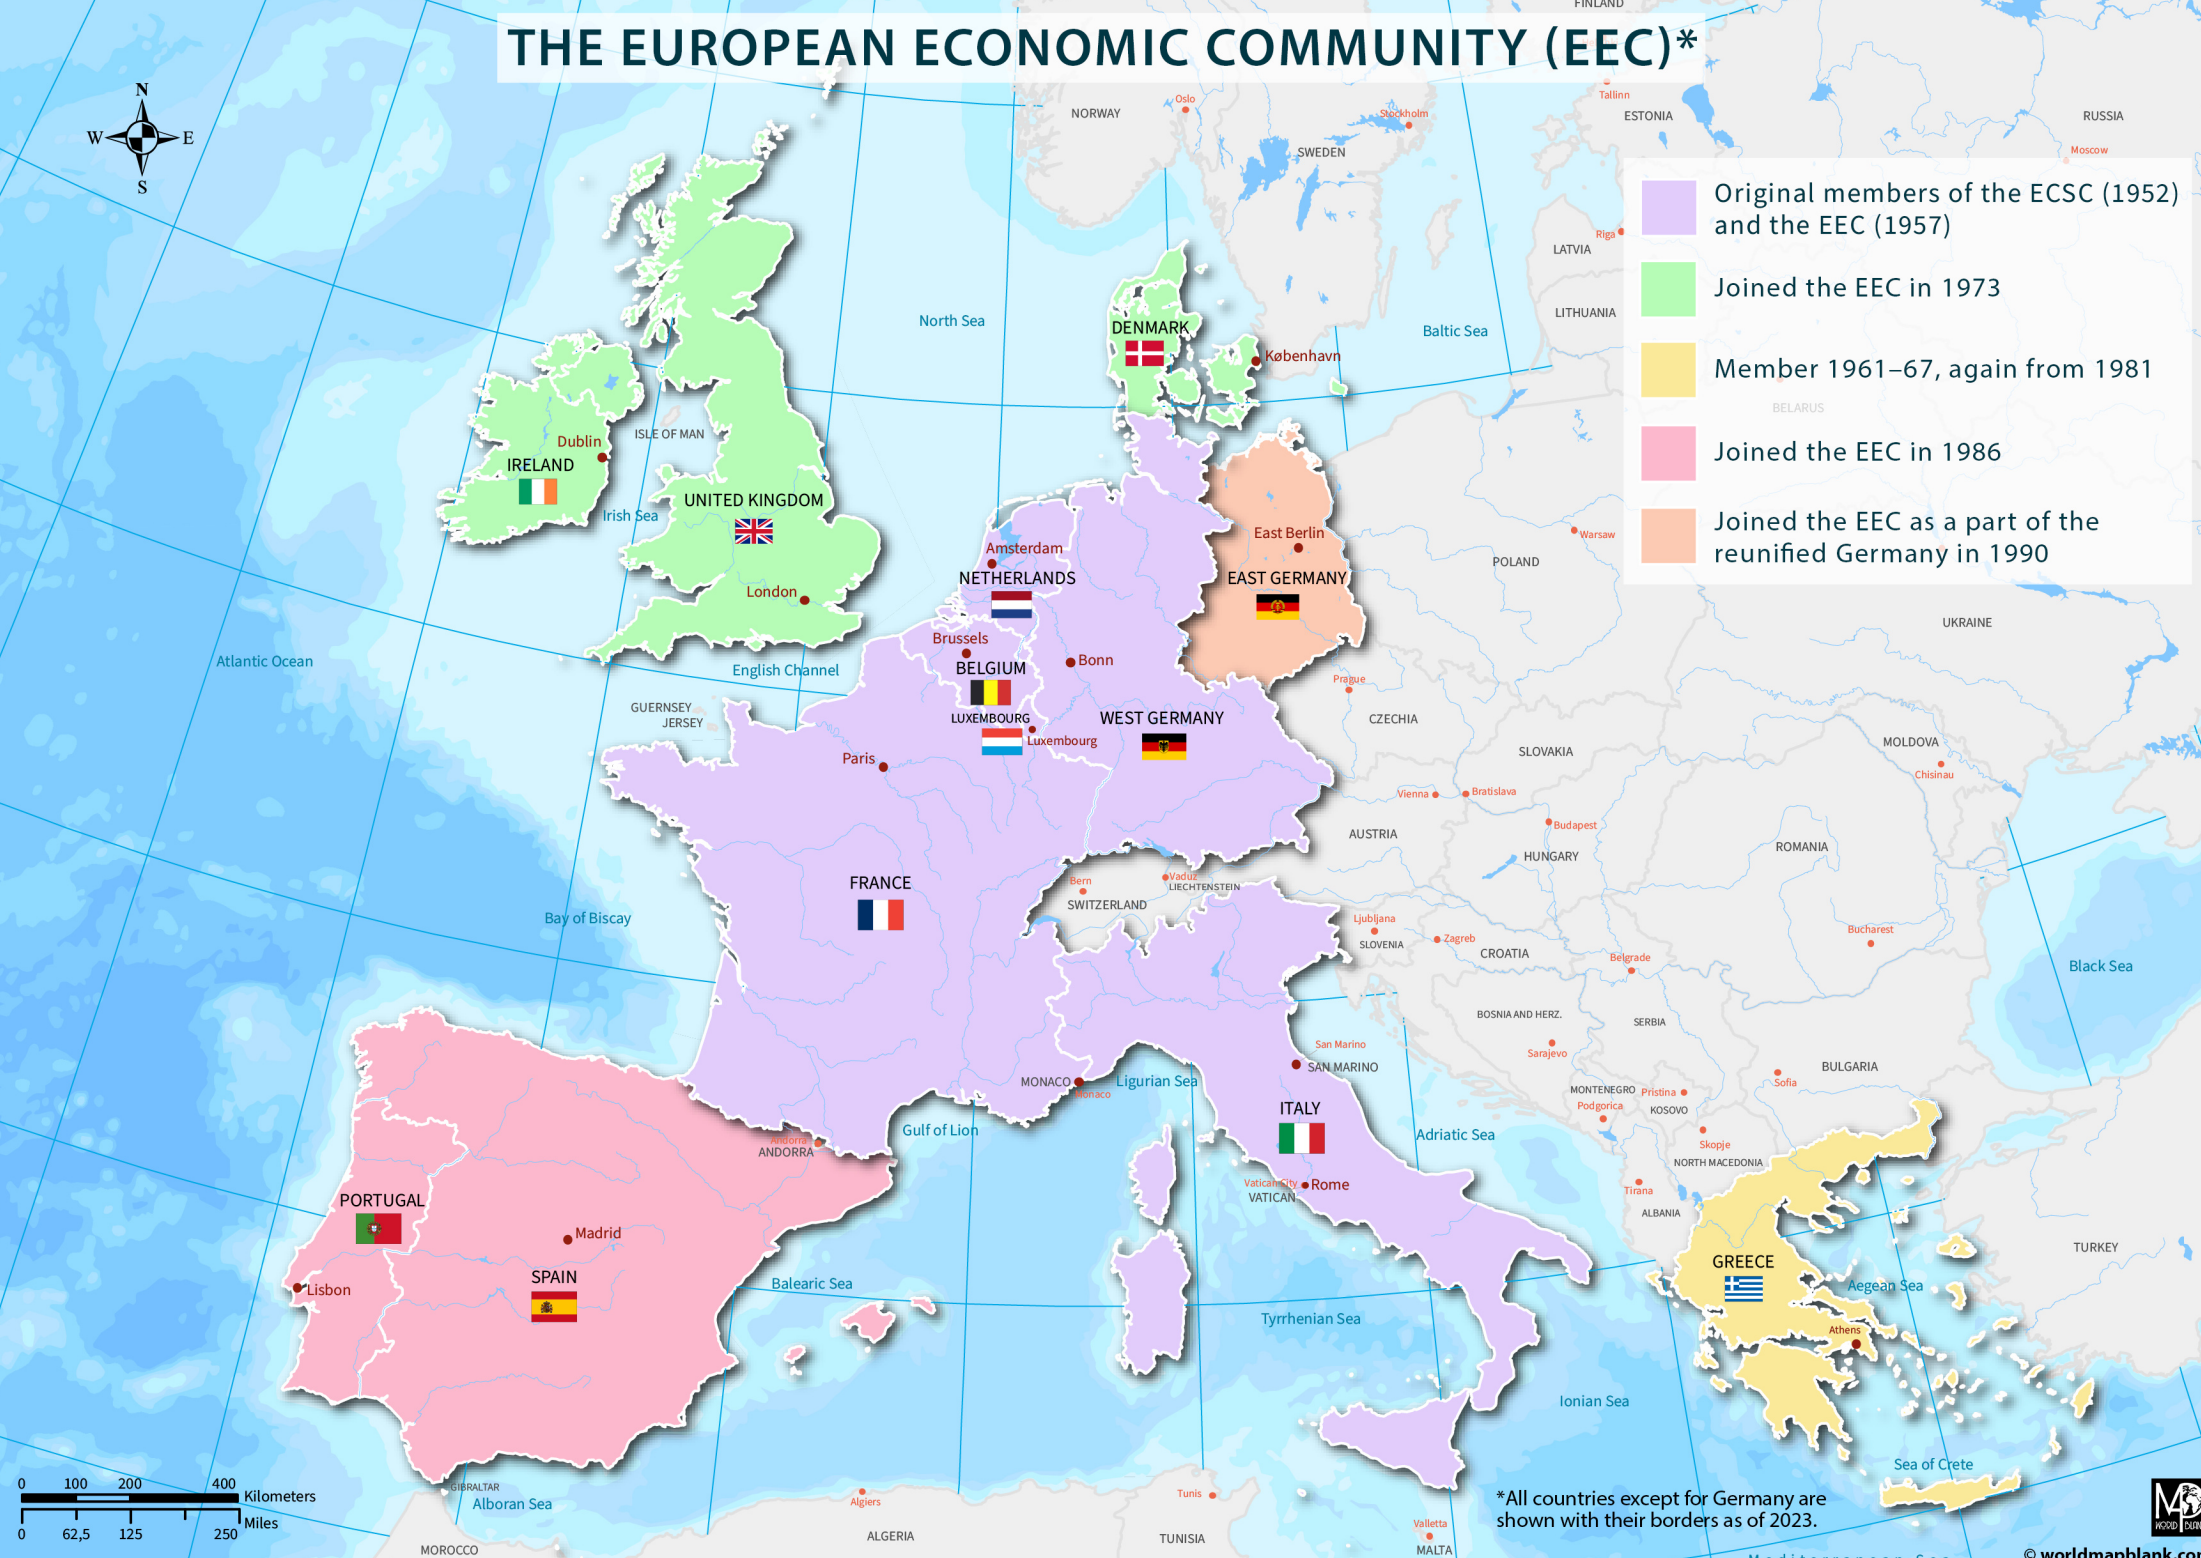 FINLAND
THE EUROPEAN ECONOMIC COMMUNITY (EEC)*
N
W
E
S
NORWAY
Oslo
Stockholm
SWEDEN
Tallinn
ESTONIA
RUSSIA
Moscow
Original members of the ECSC (1952)
and the EEC (1957)
Joined the EEC in 1973
Member 1961–67, again from 1981
Joined the EEC in 1986
Joined the EEC as a part of the
reunified Germany in 1990
Riga
LATVIA
LITHUANIA
BELARUS
North Sea
Baltic Sea
DENMARK
København
ISLE OF MAN
Dublin
IRELAND
Irish Sea
UNITED KINGDOM
London
English Channel
Atlantic Ocean
GUERNSEY
JERSEY
Amsterdam
NETHERLANDS
Brussels
BELGIUM
LUXEMBOURG
Luxembourg
Bonn
WEST GERMANY
East Berlin
EAST GERMANY
Warsaw
POLAND
UKRAINE
Prague
CZECHIA
SLOVAKIA
MOLDOVA
Chisinau
Paris
Vienna
Bratislava
AUSTRIA
Budapest
HUNGARY
ROMANIA
FRANCE
Bern
Vaduz
LIECHTENSTEIN
SWITZERLAND
Bay of Biscay
Ljubljana
SLOVENIA
Zagreb
CROATIA
Belgrade
Bucharest
Black Sea
BOSNIA AND HERZ.
SERBIA
Sarajevo
San Marino
SAN MARINO
MONACO
Monaco
Ligurian Sea
MONTENEGRO
Podgorica
Pristina
KOSOVO
Sofia
BULGARIA
ITALY
Gulf of Lion
Adriatic Sea
Andorra
ANDORRA
Skopje
NORTH MACEDONIA
Vatican City
VATICAN
Rome
Tirana
ALBANIA
PORTUGAL
Lisbon
Madrid
SPAIN
Balearic Sea
Tyrrhenian Sea
GREECE
Aegean Sea
Athens
TURKEY
Ionian Sea
Sea of Crete
0 100 200 400
Kilometers
Miles
0 62,5 125 250
GIBRALTAR
Alboran Sea
MOROCCO
Algiers
ALGERIA
Tunis
TUNISIA
Valletta
MALTA
*All countries except for Germany are
shown with their borders as of 2023.
Mediterranean Sea
WORLD BLAN
© worldmapblank.com